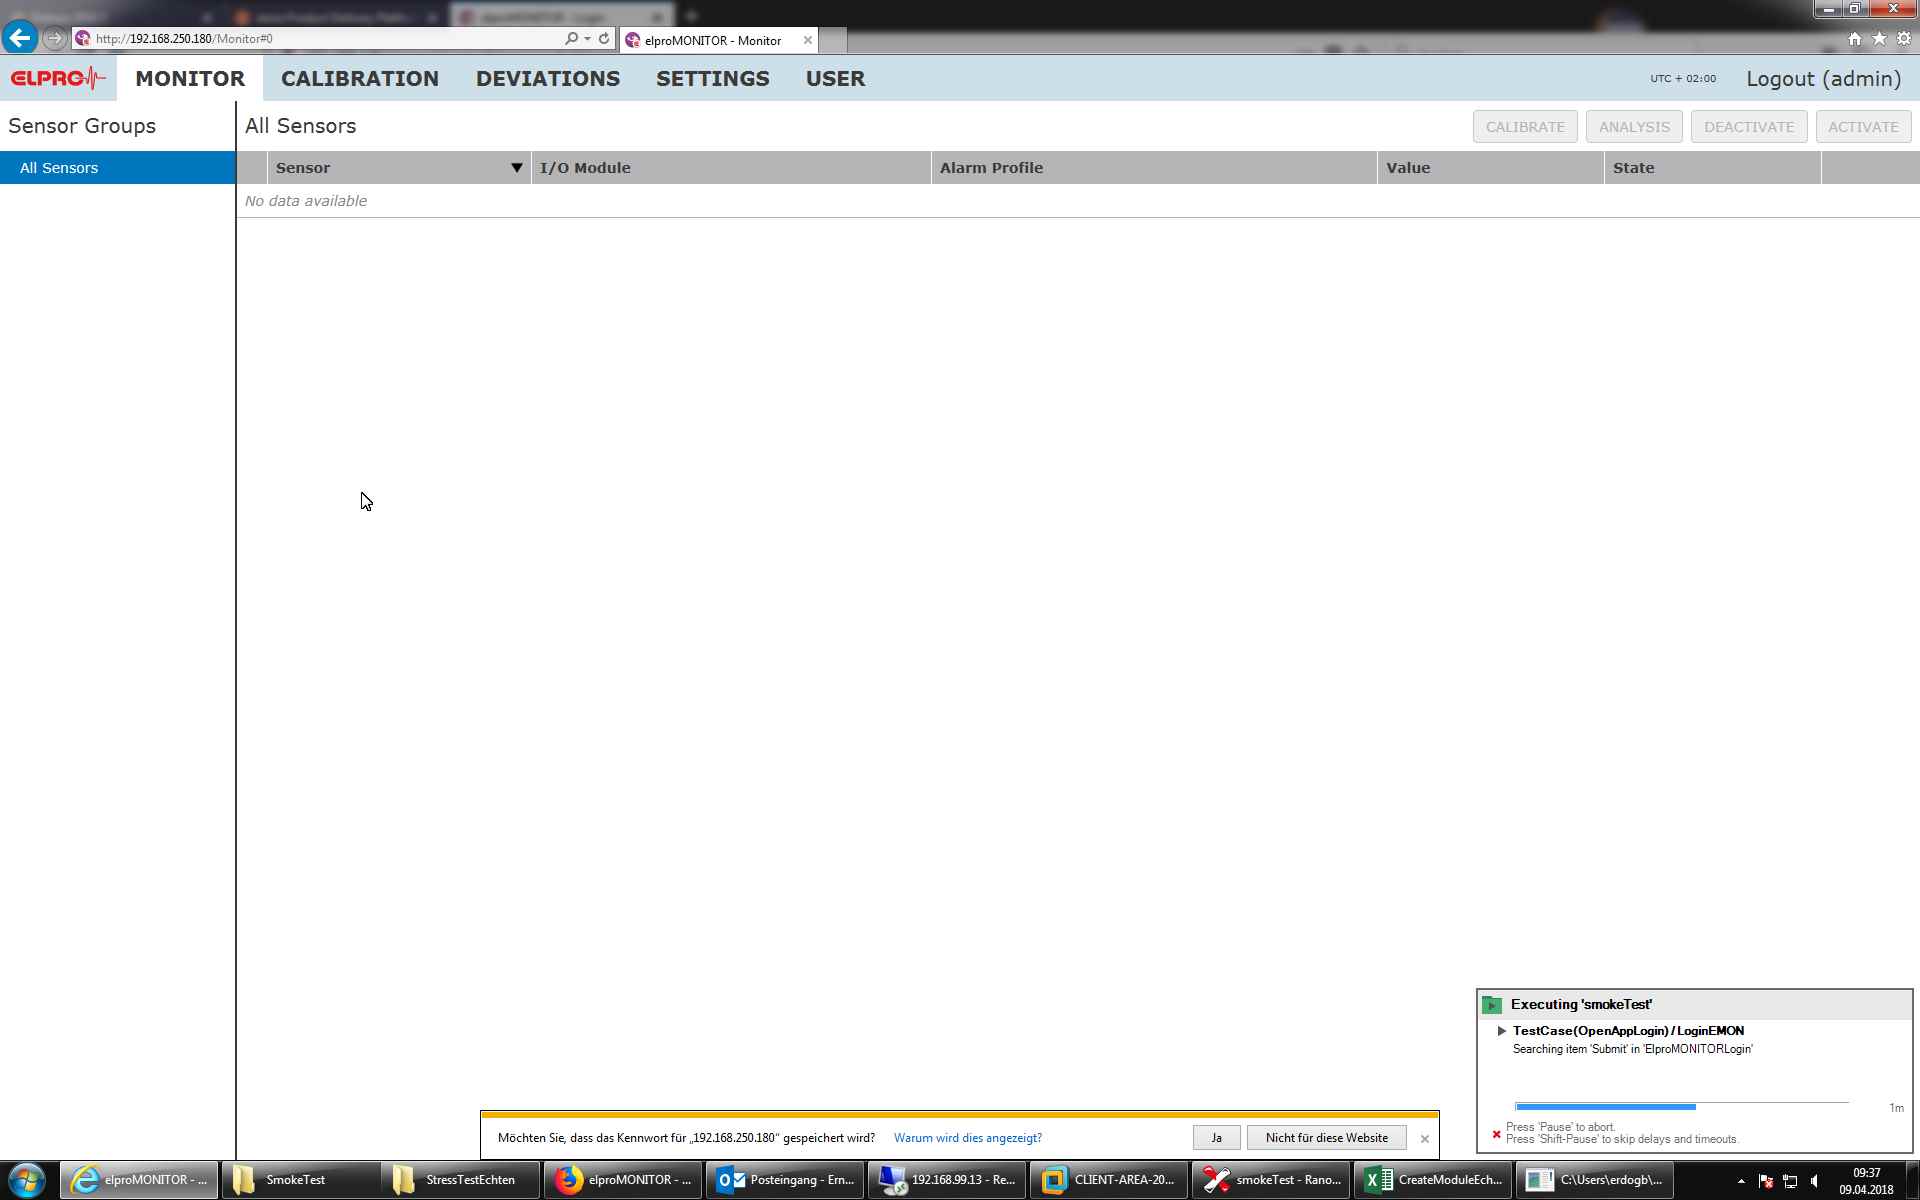 http://192.168.250.180/Monitor#0
elproMONITOR - Monitor
ELPRO
MONITOR
CALIBRATION
DEVIATIONS
SETTINGS
USER
UTC + 02:00
Logout (admin)
Sensor Groups
All Sensors
CALIBRATE
ANALYSIS
DEACTIVATE
ACTIVATE
All Sensors
Sensor
I/O Module
Alarm Profile
Value
State
No data available
Executing 'smokeTest'
TestCase(OpenAppLogin) / LoginEMON
Searching item 'Submit' in 'ElproMONITORLogin'
1m
Press 'Pause' to abort.
Press 'Shift-Pause' to skip delays and timeouts.
Möchten Sie, dass das Kennwort für „192.168.250.180“ gespeichert wird?
Warum wird dies angezeigt?
Ja
Nicht für diese Website
elproMONITOR - ...
SmokeTest
StressTestEchten
elproMONITOR - ...
Posteingang - Ern...
192.168.99.13 - Re...
CLIENT-AREA-20...
smokeTest - Rano...
CreateModuleEch...
C:\Users\erdogb\...
09:37
09.04.2018